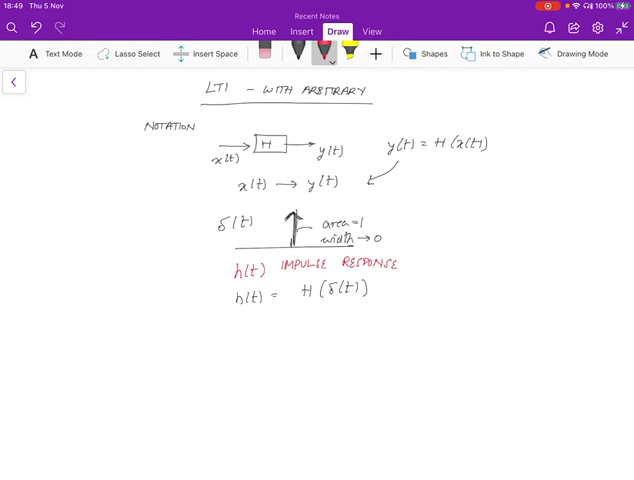 18:49 Thu 5 Nov
100%
Recent Notes
Home Insert Draw View
A Text Mode Lasso Select Insert Space Shapes Ink to Shape Drawing Mode
LTI - WITH ARBITRARY
NOTATION
x(t) H y(t)
y(t) = H(x(t))
x(t) → y(t)
δ(t)
area=1
width → 0
h(t) IMPULSE RESPONSE
h(t) = H(δ(t))